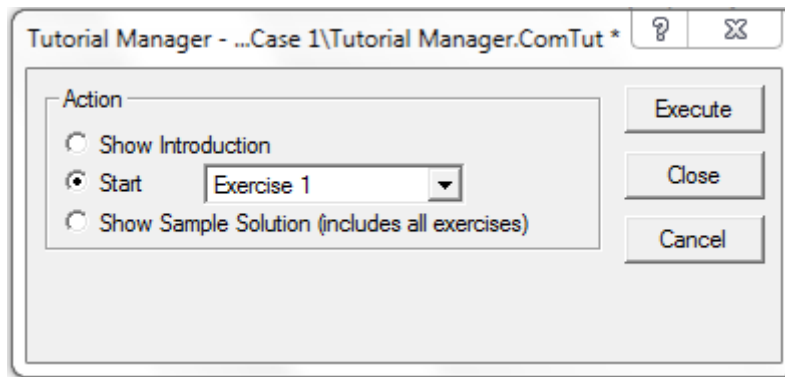 Tutorial Manager - ...Case 1\Tutorial Manager.ComTut *
Action
Show Introduction
Start Exercise 1
Show Sample Solution (includes all exercises)
Execute
Close
Cancel